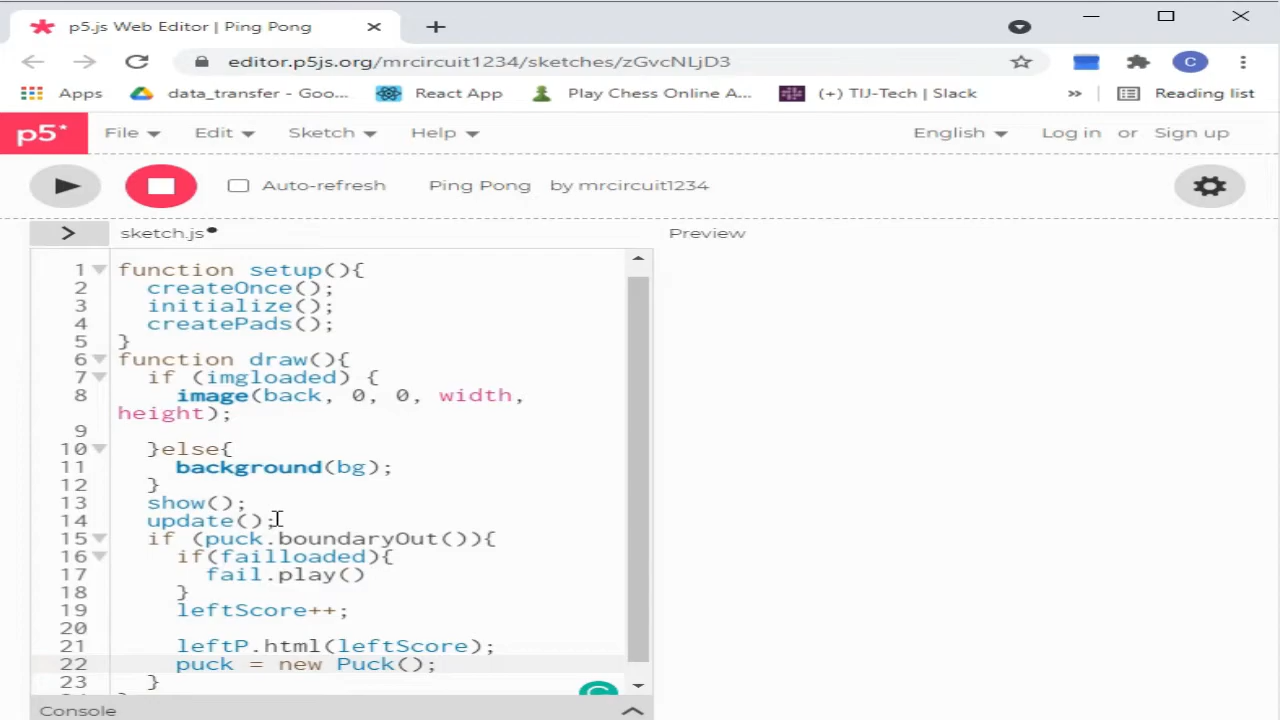 p5.js Web Editor | Ping Pong
editor.p5js.org/mrcircuit1234/sketches/zGvcNLjD3
C
Apps data_transfer - Goo... React App Play Chess Online A... (+) TIJ-Tech | Slack » Reading list
p5* File Edit Sketch Help English Log in or Sign up
Auto-refresh Ping Pong by mrcircuit1234
> sketch.js• Preview
1 function setup(){
2 createOnce();
3 initialize();
4 createPads();
5 }
6 function draw(){
7 if (imgloaded) {
8 image(back, 0, 0, width,
height);
9
10 }else{
11 background(bg);
12 }
13 show();
14 update();
15 if (puck.boundaryOut()){
16 if(failloaded){
17 fail.play()
18 }
19 leftScore++;
20
21 leftP.html(leftScore);
22 puck = new Puck();
23 }
Console